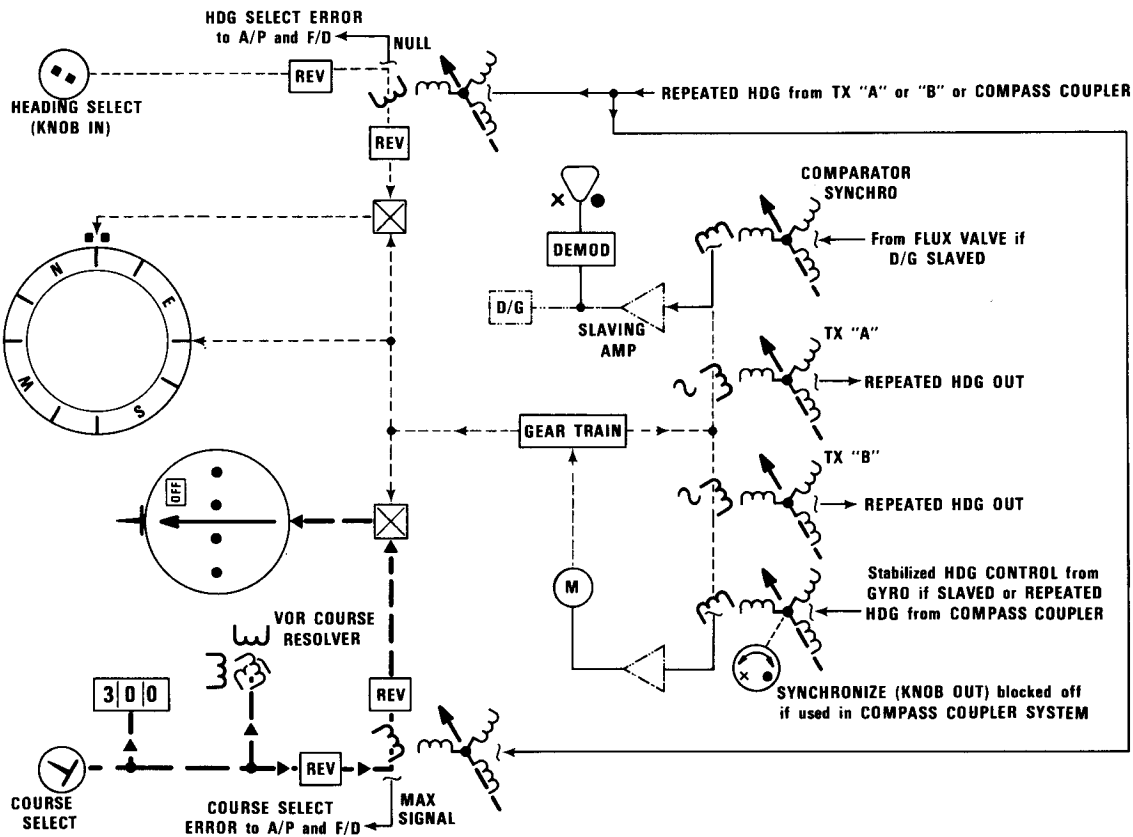 HDG SELECT ERROR
to A/P and F/D
NULL
REV
HEADING SELECT
(KNOB IN)
REPEATED HDG from TX "A" or "B" or COMPASS COUPLER
REV
COMPARATOR
SYNCHRO
DEMOD
From FLUX VALVE if
D/G SLAVED
N
E
S
W
D/G
SLAVING
AMP
TX "A"
REPEATED HDG OUT
GEAR TRAIN
TX "B"
OFF
REPEATED HDG OUT
M
Stabilized HDG CONTROL from
GYRO if SLAVED or REPEATED
HDG from COMPASS COUPLER
VOR COURSE
RESOLVER
300
REV
SYNCHRONIZE (KNOB OUT) blocked off
if used in COMPASS COUPLER SYSTEM
REV
COURSE
SELECT
COURSE SELECT
ERROR to A/P and F/D
MAX
SIGNAL